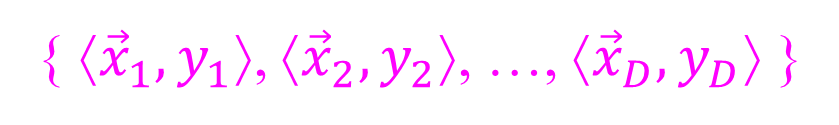 { ⟨x⃗₁, y₁⟩, ⟨x⃗₂, y₂⟩, …, ⟨x⃗_D, y_D⟩ }